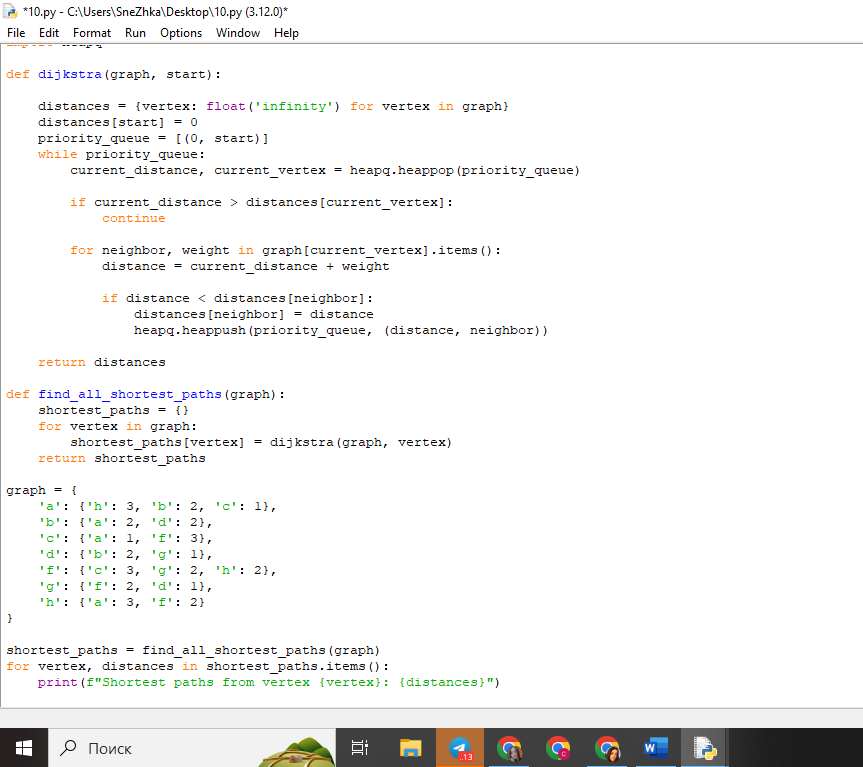 *10.py - C:\Users\SneZhka\Desktop\10.py (3.12.0)*
File Edit Format Run Options Window Help
import heapq
def dijkstra(graph, start):
distances = {vertex: float('infinity') for vertex in graph}
distances[start] = 0
priority_queue = [(0, start)]
while priority_queue:
current_distance, current_vertex = heapq.heappop(priority_queue)
if current_distance > distances[current_vertex]:
continue
for neighbor, weight in graph[current_vertex].items():
distance = current_distance + weight
if distance < distances[neighbor]:
distances[neighbor] = distance
heapq.heappush(priority_queue, (distance, neighbor))
return distances
def find_all_shortest_paths(graph):
shortest_paths = {}
for vertex in graph:
shortest_paths[vertex] = dijkstra(graph, vertex)
return shortest_paths
graph = {
'a': {'h': 3, 'b': 2, 'c': 1},
'b': {'a': 2, 'd': 2},
'c': {'a': 1, 'f': 3},
'd': {'b': 2, 'g': 1},
'f': {'c': 3, 'g': 2, 'h': 2},
'g': {'f': 2, 'd': 1},
'h': {'a': 3, 'f': 2}
}
shortest_paths = find_all_shortest_paths(graph)
for vertex, distances in shortest_paths.items():
print(f"Shortest paths from vertex {vertex}: {distances}")
Поиск
13